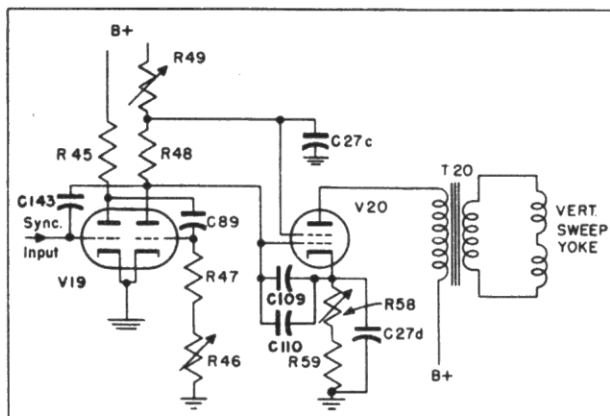 B+
R49
R45
R48
C27c
C143
C89
V20
T20
VERT.
SWEEP
YOKE
Sync.
Input
V19
R47
C109
R58
C110
C27d
R46
R59
B+